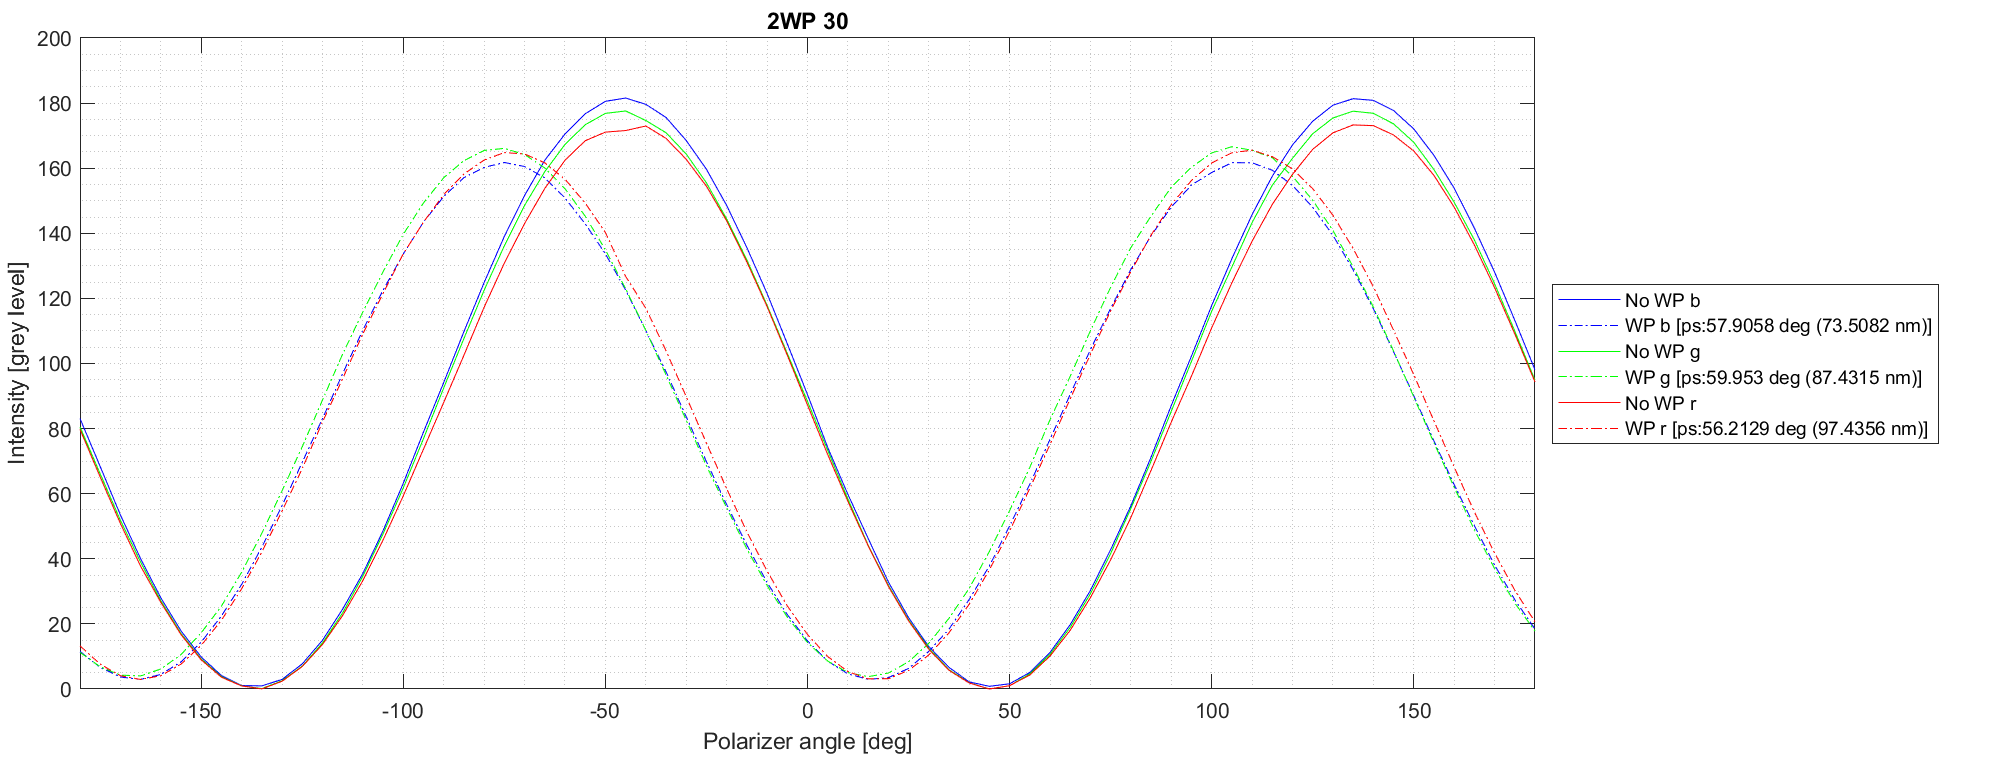 2WP 30
200
180
160
140
120
100
80
60
40
20
0
Intensity [grey level]
-150
-100
-50
0
50
100
150
Polarizer angle [deg]
No WP b
WP b [ps:57.9058 deg (73.5082 nm)]
No WP g
WP g [ps:59.953 deg (87.4315 nm)]
No WP r
WP r [ps:56.2129 deg (97.4356 nm)]